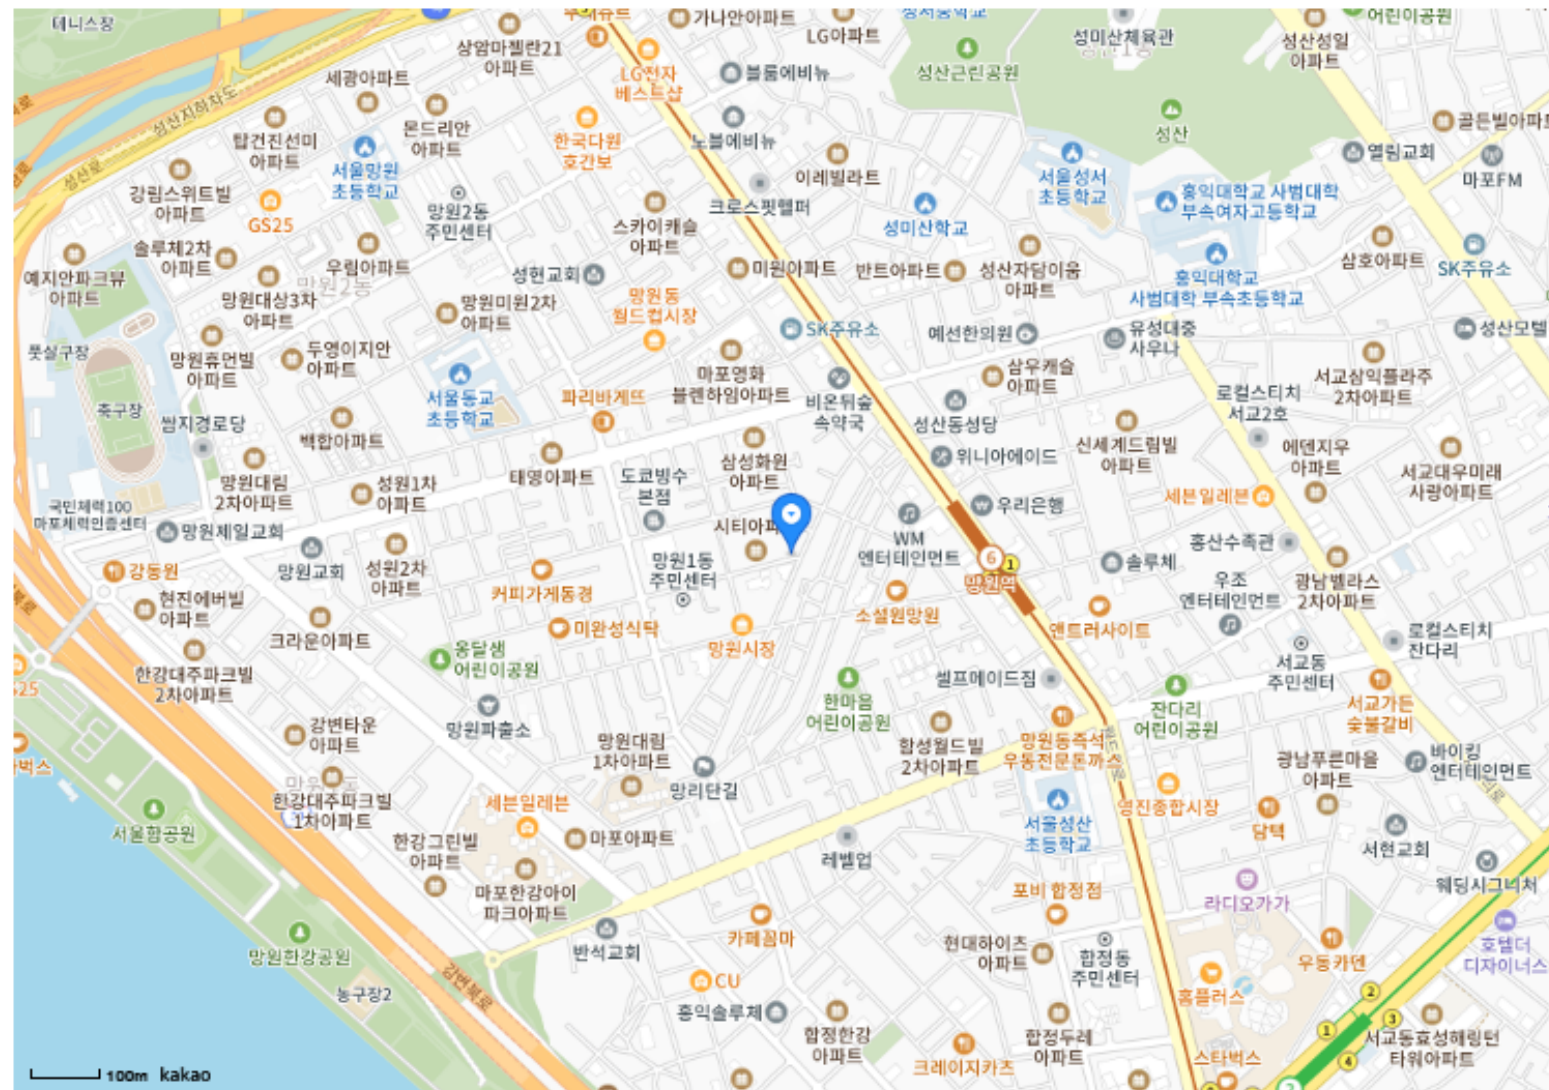 테니스장
상암마젤란21
아파트
가나안아파트
LG아파트
성미산체육관
성산성일
아파트
어린이공원
세광아파트
LG전자
베스트샵
블룸에비뉴
성산근린공원
성산
골든빌아파트
성산지하차도
성산로
탑건진선미
아파트
몬드리안
아파트
한국다원
호간보
노블에비뉴
이레빌라트
열림교회
마포FM
강림스위트빌
아파트
서울망원
초등학교
GS25
망원2동
주민센터
스카이캐슬
아파트
크로스핏헬퍼
성미산학교
서울성서
초등학교
홍익대학교 사범대학
부속여자고등학교
예지안파크뷰
아파트
솔루체2차
아파트
우림아파트
망원2동
성현교회
미원아파트
반트아파트
성산자담이움
아파트
홍익대학교
사범대학 부속초등학교
삼호아파트
SK주유소
망원대상3차
아파트
망원미원2차
아파트
망원동
월드컵시장
SK주유소
예선한의원
유성대중
사우나
성산모텔
풋살구장
망원휴먼빌
아파트
두영이지안
아파트
서울동교
초등학교
파리바게뜨
마포영화
블렌하임아파트
비온뒤숲
속약국
삼우캐슬
아파트
서교삼익플라주
2차아파트
축구장
쌈지경로당
백합아파트
태영아파트
삼성화원
아파트
성산동성당
위니아에이드
신세계드림빌
아파트
로컬스티치
서교2호
에덴지우
아파트
서교대우미래
사랑아파트
국민체력100
마포체력인증센터
망원대림
2차아파트
성원1차
아파트
도쿄빙수
본점
우리은행
세븐일레븐
망원제일교회
망원교회
성원2차
아파트
시티아파
망원1동
주민센터
WM
엔터테인먼트
6
1
망원역
솔루체
홍산수족관
광남벨라스
2차아파트
강동원
현진에버빌
아파트
크라운아파트
커피가게동경
미완성식탁
망원시장
소설원망원
앤트러사이트
우조
엔터테인먼트
로컬스티치
잔다리
서교동
주민센터
한강대주파크빌
2차아파트
옹달샘
어린이공원
한마음
어린이공원
셀프메이드짐
잔다리
어린이공원
서교가든
숯불갈비
강변타운
아파트
망원파출소
망원대림
1차아파트
망리단길
합성월드빌
2차아파트
망원동즉석
우동전문돈까스
광남푸른마을
아파트
바이킹
엔터테인먼트
한강대주파크빌
1차아파트
세븐일레븐
서울함공원
한강그린빌
아파트
마포아파트
레벨업
서울성산
초등학교
영진종합시장
담택
서현교회
웨딩시그니처
마포한강아이
파크아파트
포비 합정점
라디오가가
망원한강공원
반석교회
카페꼼마
현대하이츠
아파트
합정동
주민센터
우동카덴
호텔더
디자이너스
강변북로
농구장2
CU
홍익솔루체
홈플러스
합정한강
아파트
크레이지카츠
합정두레
아파트
스타벅스
1
2
3
4
서교동효성해링턴
타워아파트
100m kakao